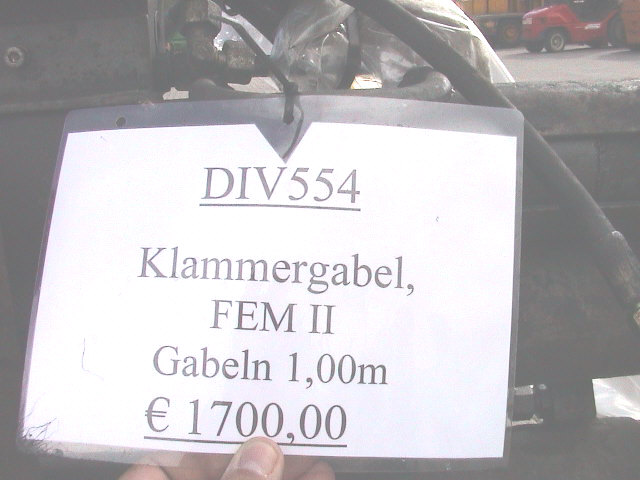 DIV554
Klammergabel,
FEM II
Gabeln 1,00m
€ 1700,00